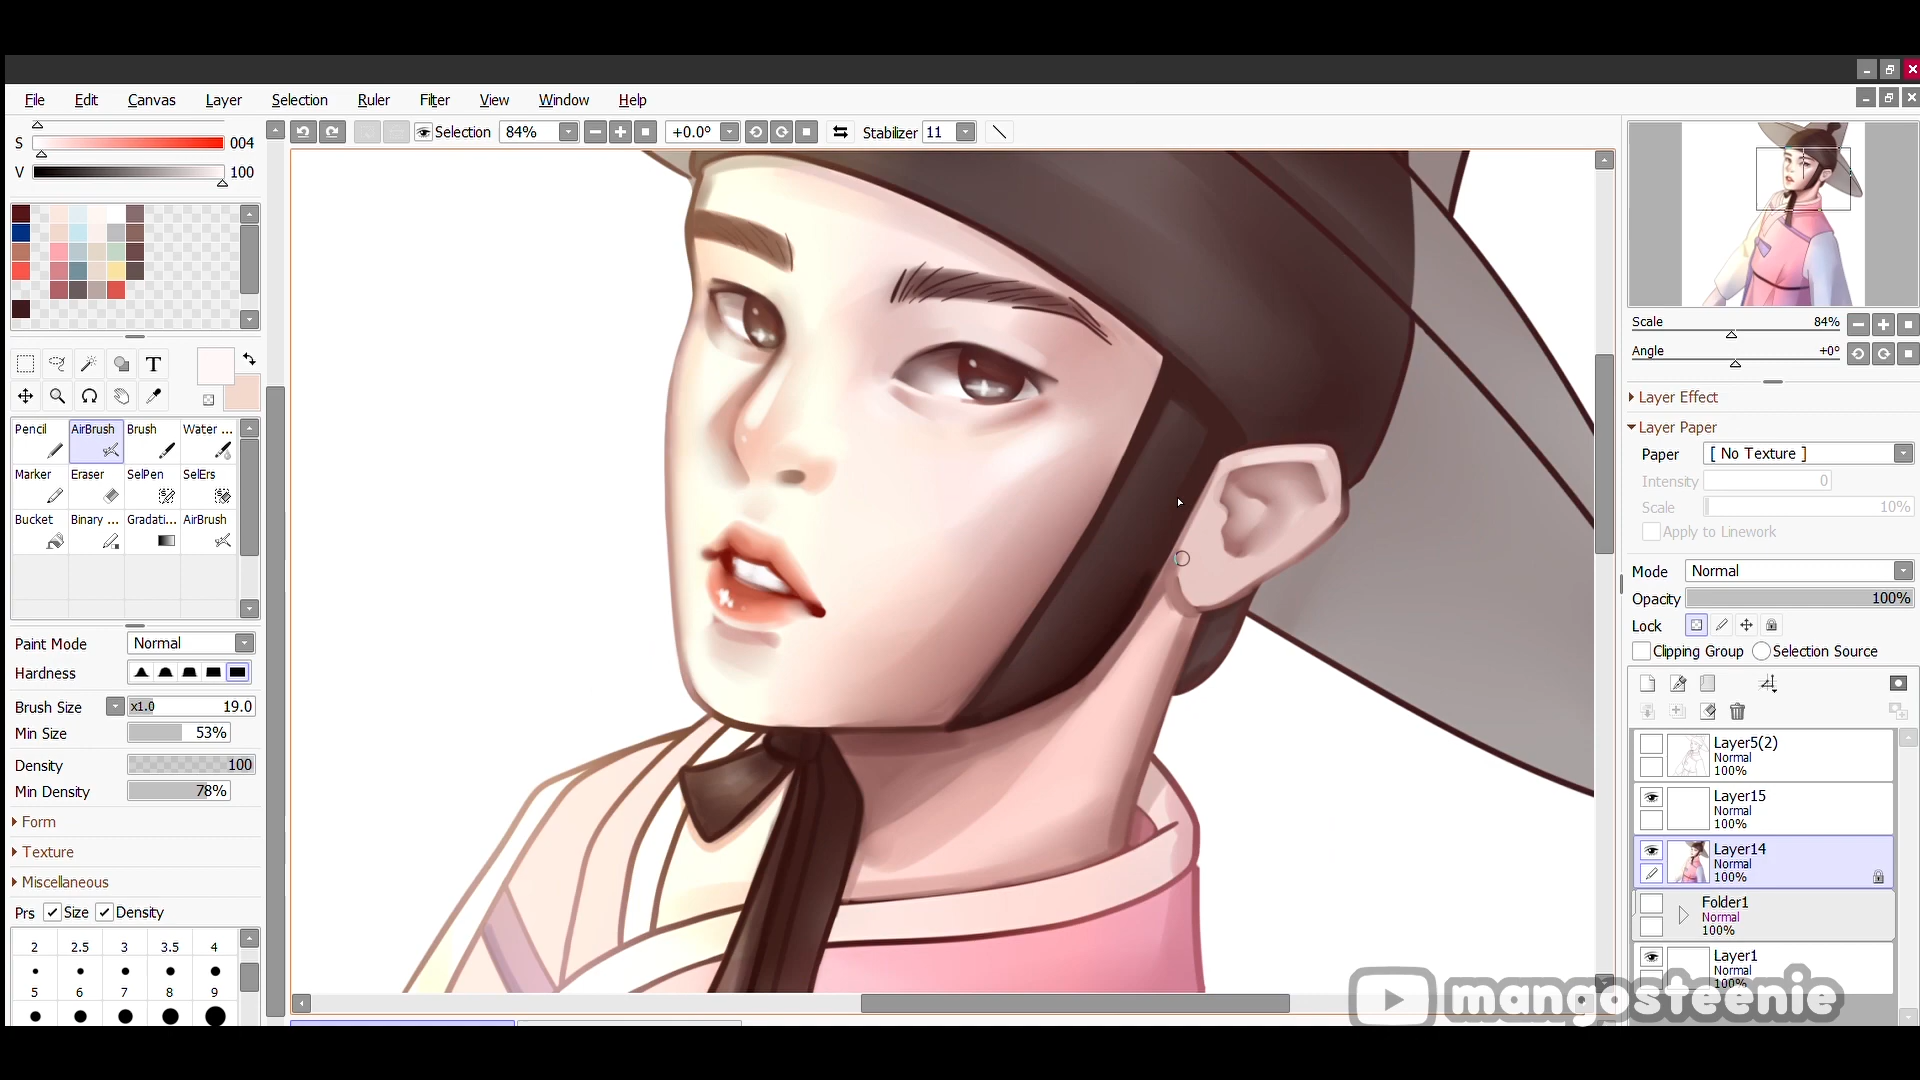 File Edit Canvas Layer Selection Ruler Filter View Window Help
S 004
V 100
Selection 84% +0.0° Stabilizer 11
T
Pencil AirBrush Brush Water ...
Marker Eraser SelPen SelErs
Bucket Binary ... Gradati... AirBrush
Paint Mode Normal
Hardness
Brush Size x1.0 19.0
Min Size 53%
Density 100
Min Density 78%
Form
Texture
Miscellaneous
Prs Size Density
2 2.5 3 3.5 4
5 6 7 8 9
Scale 84%
Angle +0°
Layer Effect
Layer Paper
Paper [ No Texture ]
Intensity 0
Scale 10%
Apply to Linework
Mode Normal
Opacity 100%
Lock
Clipping Group Selection Source
Layer5(2)
Normal
100%
Layer15
Normal
100%
Layer14
Normal
100%
Folder1
Normal
100%
Layer1
Normal
100%
mangosteenie